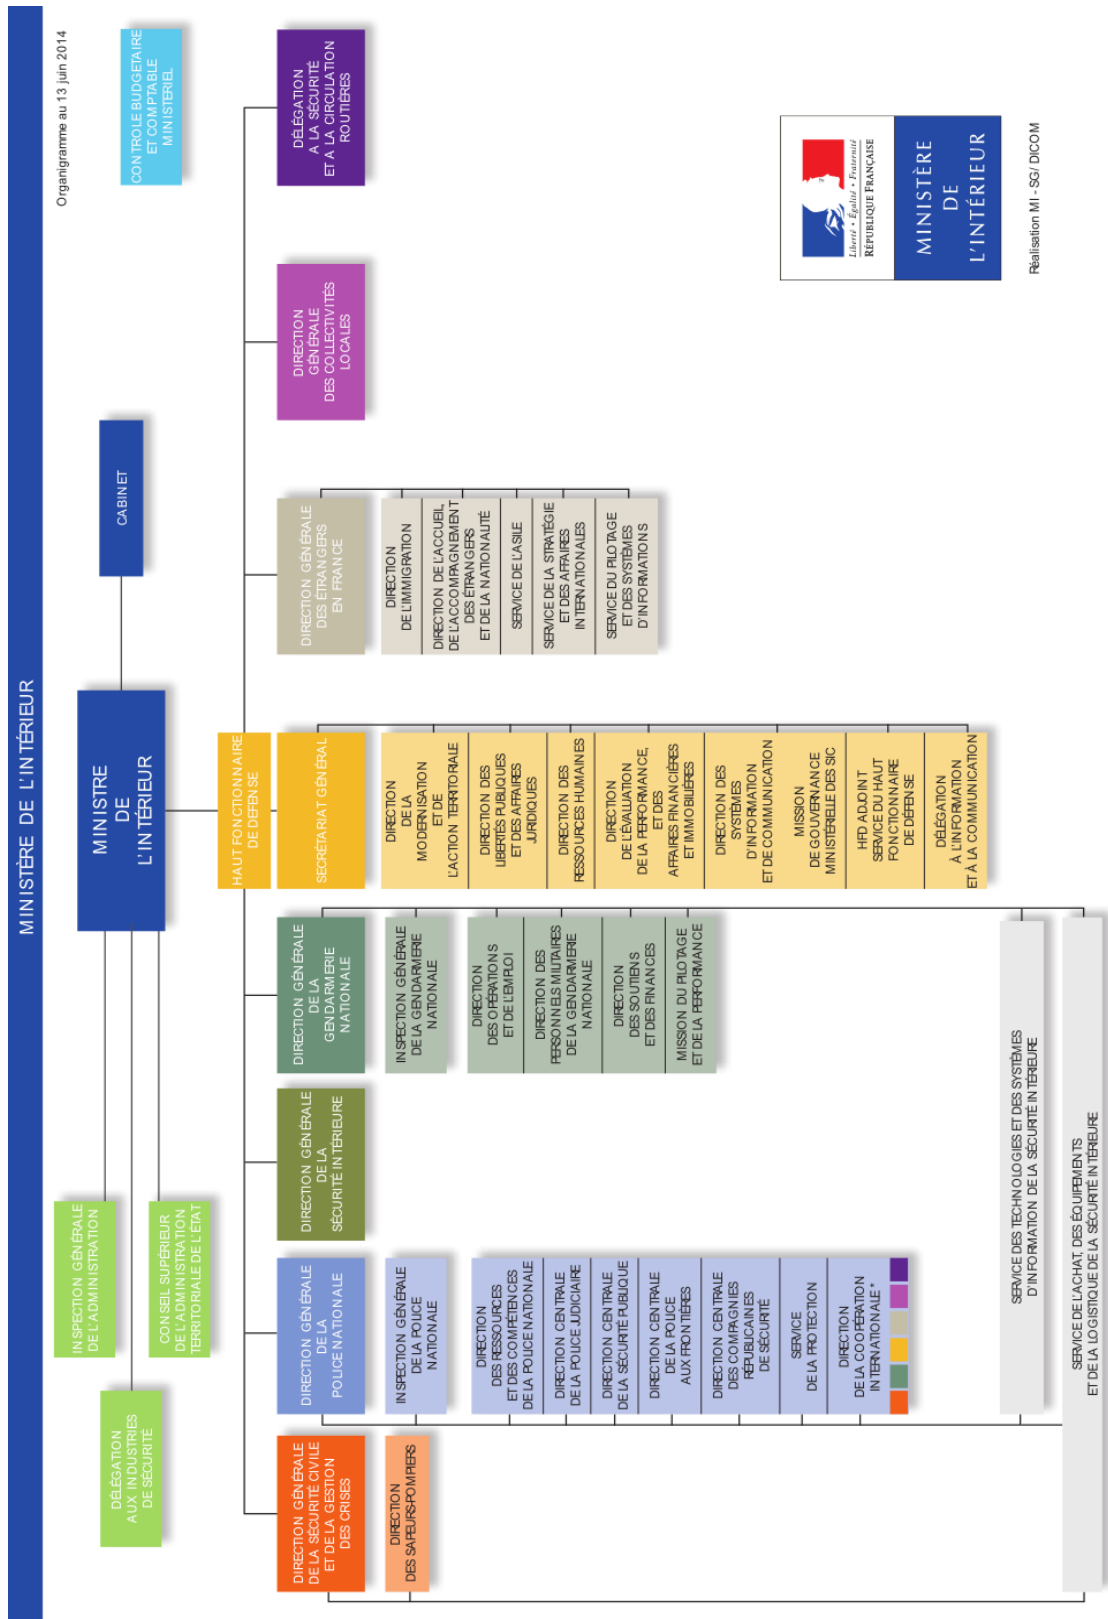 MINISTÈRE DE L'INTÉRIEUR
Organigramme au 13 juin 2014
MINISTRE
DE
L'INTÉRIEUR
CABINET
CONTROLE BUDGETAIRE
ET COMPTABLE
MINISTERIEL
INSPECTION GÉNÉRALE
DE L'ADMINISTRATION
DÉLÉGATION
AUX INDUSTRIES
DE SÉCURITÉ
CONSEIL SUPÉRIEUR
DE L'ADMINISTRATION
TERRITORIALE DE L'ÉTAT
HAUT FONCTIONNAIRE
DE DEFENSE
DIRECTION GÉNÉRALE
DE LA SÉCURITÉ CIVILE
ET DE LA GESTION
DES CRISES
DIRECTION
DES SAPEURS-POMPIERS
DIRECTION GÉNÉRALE
DE LA
POLICE NATIONALE
INSPECTION GÉNÉRALE
DE LA POLICE
NATIONALE
DIRECTION
DES RESSOURCES
ET DES COMPÉTENCES
DE LA POLICE NATIONALE
DIRECTION CENTRALE
DE LA POLICE JUDICIAIRE
DIRECTION CENTRALE
DE LA SÉCURITÉ PUBLIQUE
DIRECTION CENTRALE
DE LA POLICE
AUX FRONTIÈRES
DIRECTION CENTRALE
DES COMPAGNIES
RÉPUBLICAINES
DE SÉCURITÉ
SERVICE
DE LA PROTECTION
DIRECTION
DE LA COOPÉRATION
INTERNATIONALE*
DIRECTION GÉNÉRALE
DE LA
SÉCURITÉ INTÉRIEURE
DIRECTION GÉNÉRALE
DE LA
GENDARMERIE
NATIONALE
INSPECTION GÉNÉRALE
DE LA GENDARMERIE
NATIONALE
DIRECTION
DES OPÉRATIONS
ET DE L'EMPLOI
DIRECTION DES
PERSONNELS MILITAIRES
DE LA GENDARMERIE
NATIONALE
DIRECTION
DES SOUTIENS
ET DES FINANCES
MISSION DU PILOTAGE
ET DE LA PERFORMANCE
SECRÉTARIAT GÉNÉRAL
DIRECTION
DE LA
MODERNISATION
ET DE
L'ACTION TERRITORIALE
DIRECTION DES
LIBERTÉS PUBLIQUES
ET DES AFFAIRES
JURIDIQUES
DIRECTION DES
RESSOURCES HUMAINES
DIRECTION
DE L'ÉVALUATION
DE LA PERFORMANCE,
ET DES
AFFAIRES FINANCIÈRES
ET IMMOBILIÈRES
DIRECTION DES
SYSTÈMES
D'INFORMATION
ET DE COMMUNICATION
MISSION
DE GOUVERNANCE
MINISTÉRIELLE DES SIC
HFD ADJOINT
SERVICE DU HAUT
FONCTIONNAIRE
DE DÉFENSE
DÉLÉGATION
À L'INFORMATION
ET À LA COMMUNICATION
DIRECTION GÉNÉRALE
DES ÉTRANGERS
EN FRANCE
DIRECTION
DE L'IMMIGRATION
DIRECTION DE L'ACCUEIL,
DE L'ACCOMPAGNEMENT
DES ÉTRANGERS
ET DE LA NATIONALITÉ
SERVICE DE L'ASILE
SERVICE DE LA STRATÉGIE
ET DES AFFAIRES
INTERNATIONALES
SERVICE DU PILOTAGE
ET DES SYSTÈMES
D'INFORMATIONS
DIRECTION
GÉNÉRALE
DES COLLECTIVITÉS
LOCALES
DÉLÉGATION
A LA SÉCURITÉ
ET À LA CIRCULATION
ROUTIÈRES
SERVICE DES TECHNOLOGIES ET DES SYSTÈMES
D'INFORMATION DE LA SÉCURITÉ INTÉRIEURE
SERVICE DE L'ACHAT, DES ÉQUIPEMENTS
ET DE LA LOGISTIQUE DE LA SÉCURITÉ INTÉRIEURE
Liberté • Égalité • Fraternité
RÉPUBLIQUE FRANÇAISE
MINISTÈRE
DE
L'INTÉRIEUR
Réalisation MI - SG/ DICOM